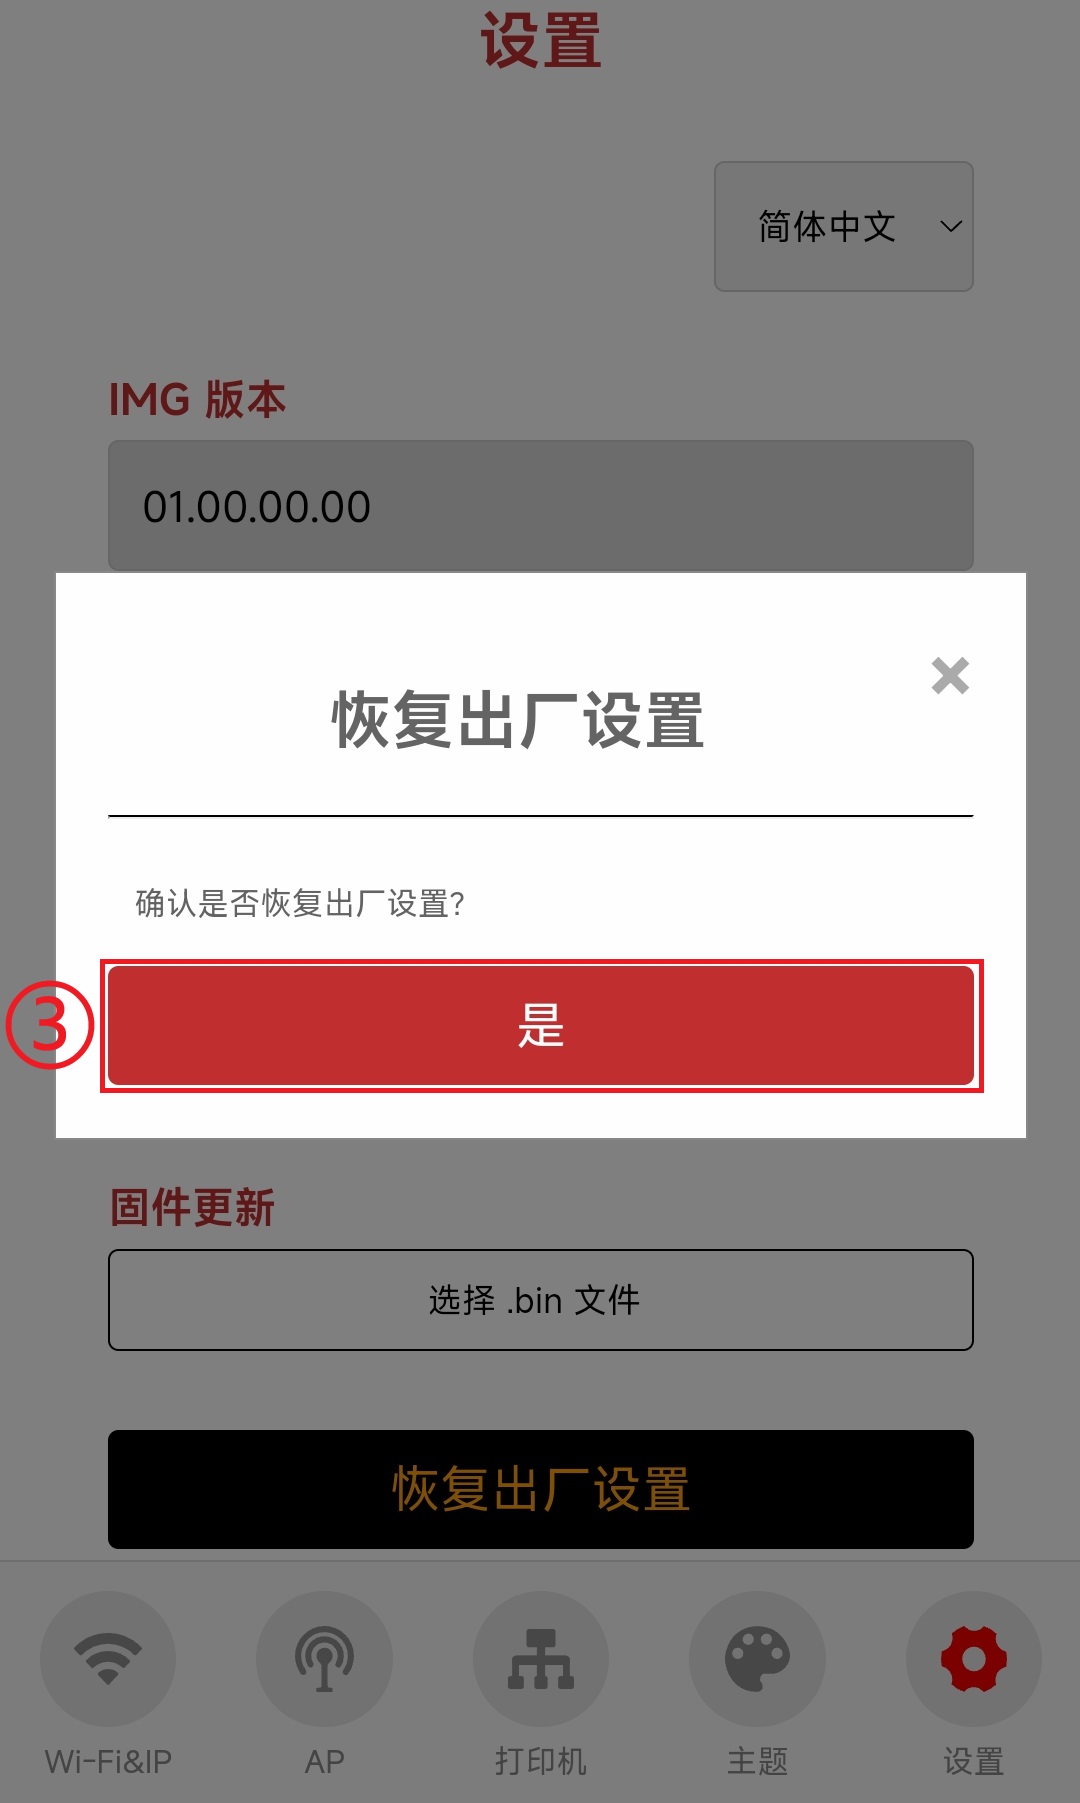 设置
简体中文
IMG 版本
01.00.00.00
恢复出厂设置
确认是否恢复出厂设置?
③
是
固件更新
选择 .bin 文件
恢复出厂设置
Wi-Fi&IP
AP
打印机
主题
设置